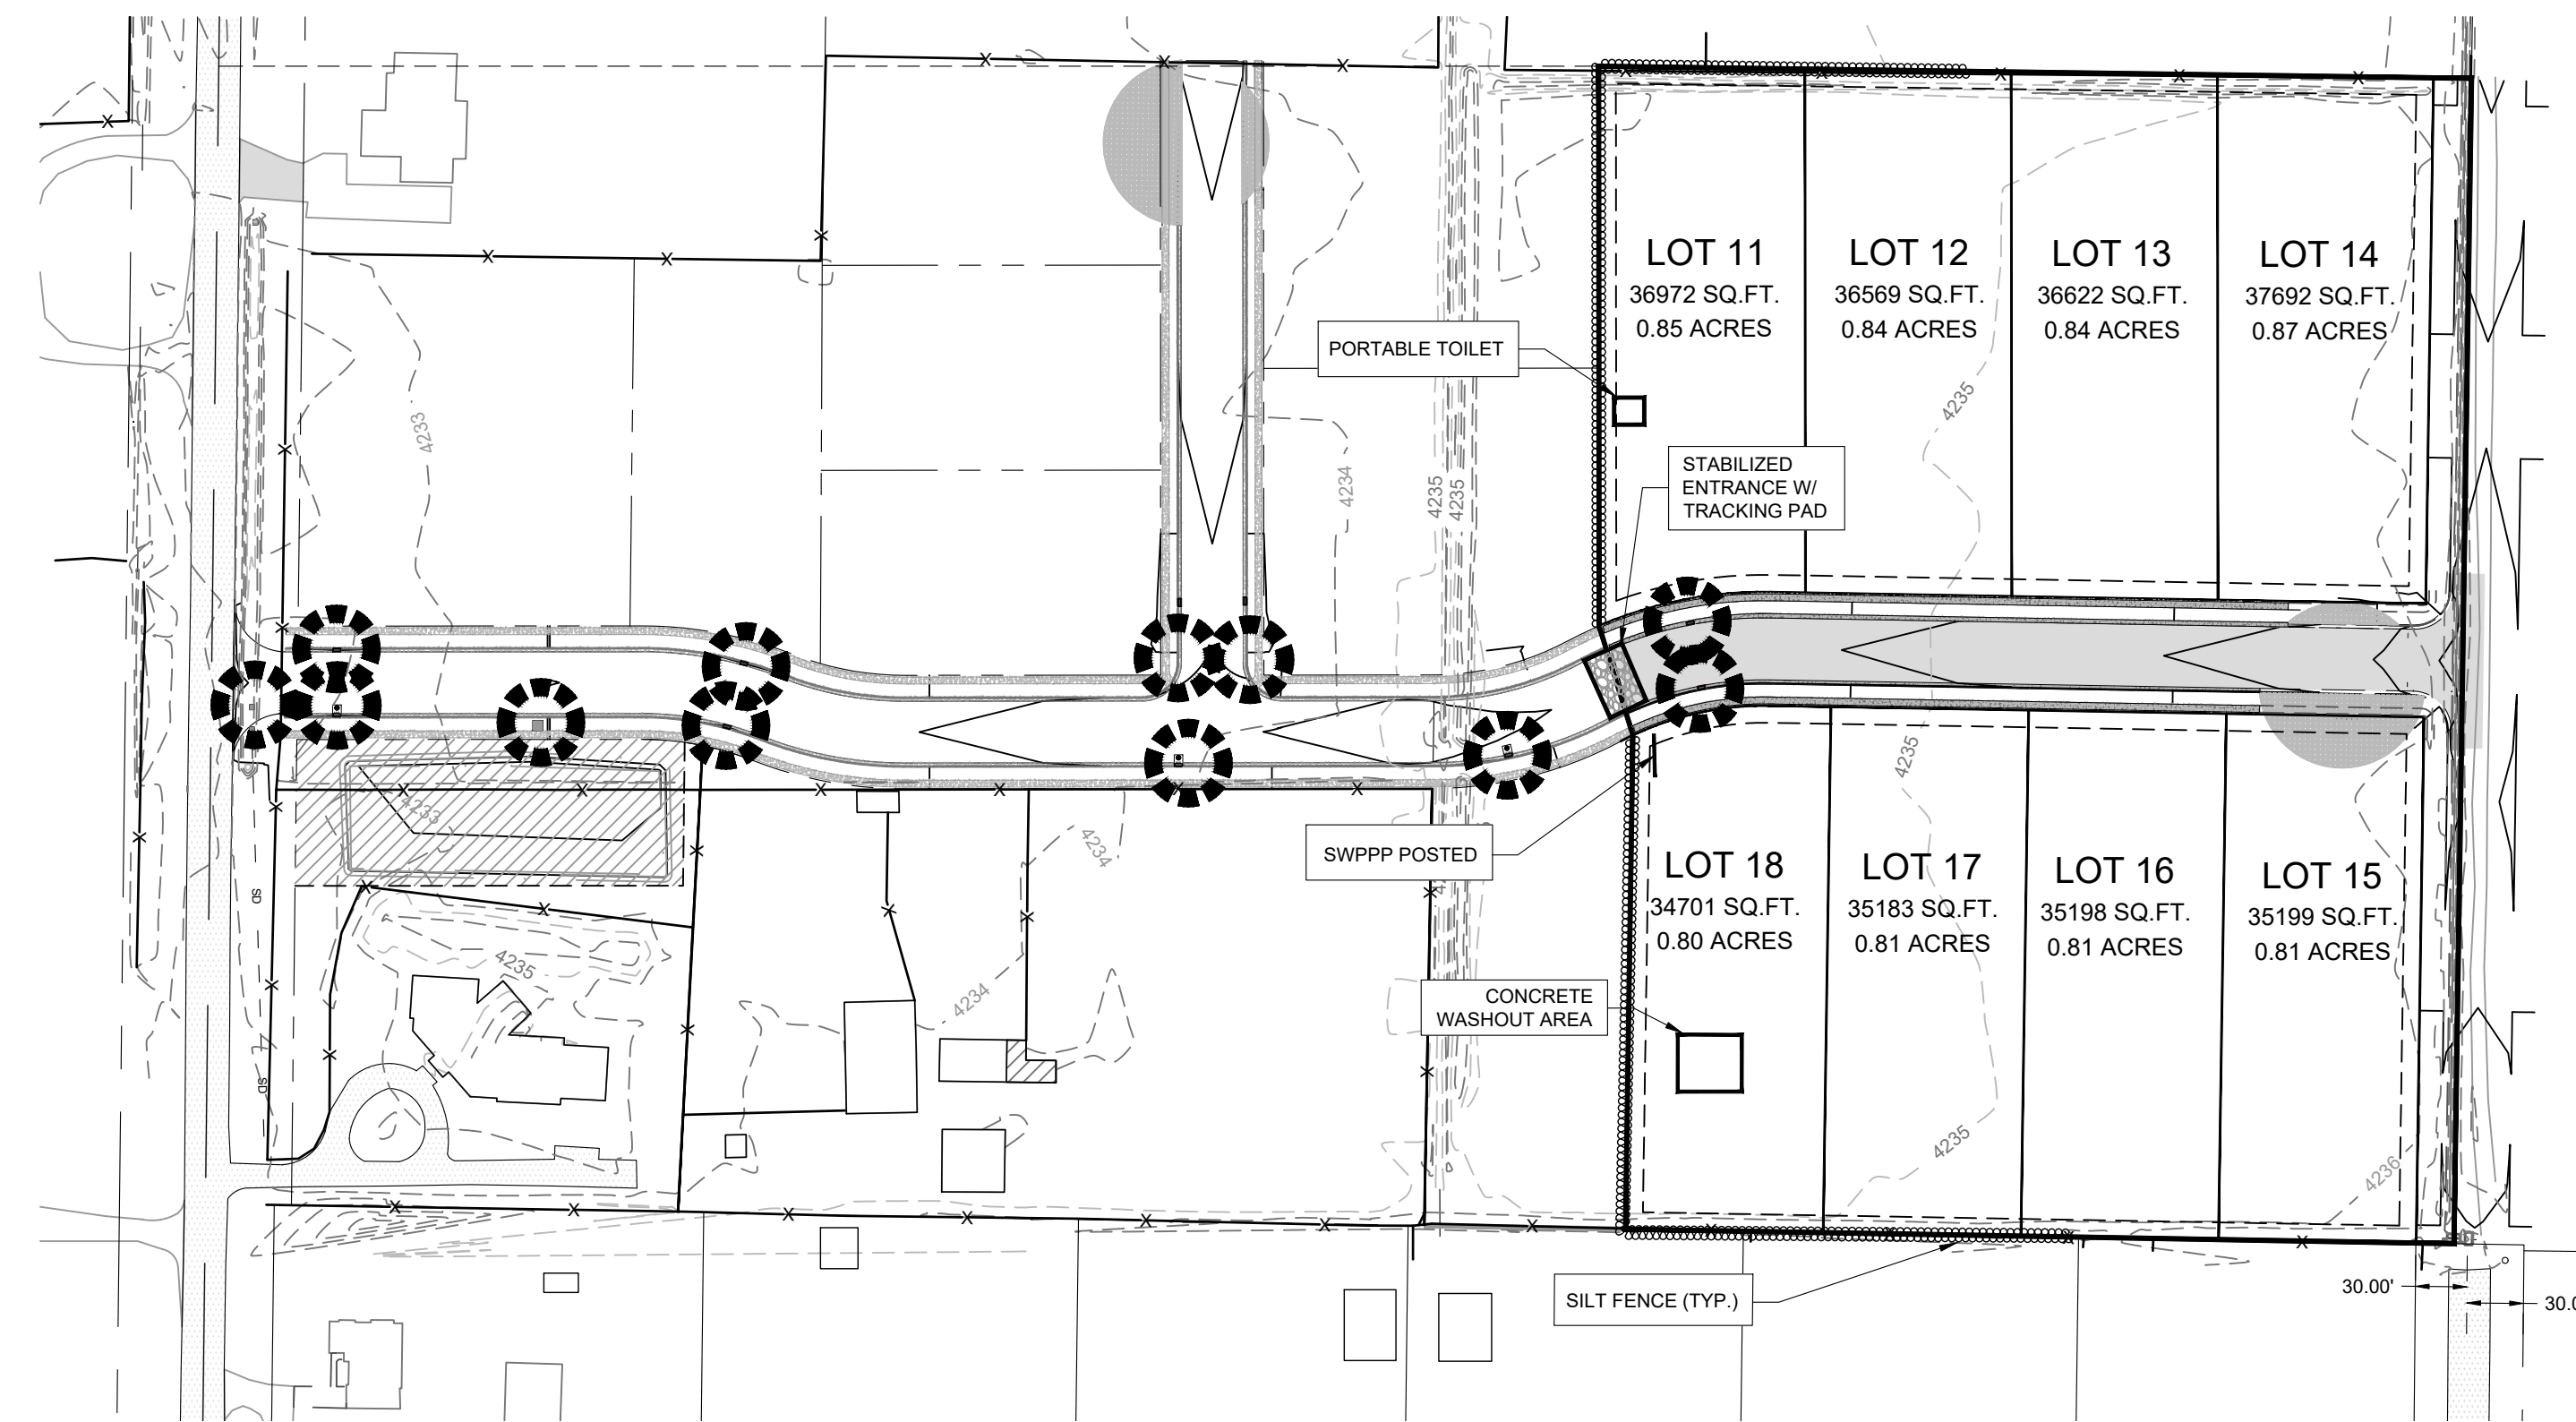 LOT 11
36972 SQ.FT.
0.85 ACRES
LOT 12
36569 SQ.FT.
0.84 ACRES
LOT 13
36622 SQ.FT.
0.84 ACRES
LOT 14
37692 SQ.FT.
0.87 ACRES
PORTABLE TOILET
4235
4233
STABILIZED
ENTRANCE W/
TRACKING PAD
4234
4235
4235
4235
4233
4234
SWPPP POSTED
LOT 18
34701 SQ.FT.
0.80 ACRES
LOT 17
35183 SQ.FT.
0.81 ACRES
LOT 16
35198 SQ.FT.
0.81 ACRES
LOT 15
35199 SQ.FT.
0.81 ACRES
SD
4235
4234
CONCRETE
WASHOUT AREA
SD
4235
4236
SILT FENCE (TYP.)
30.00'
30.0